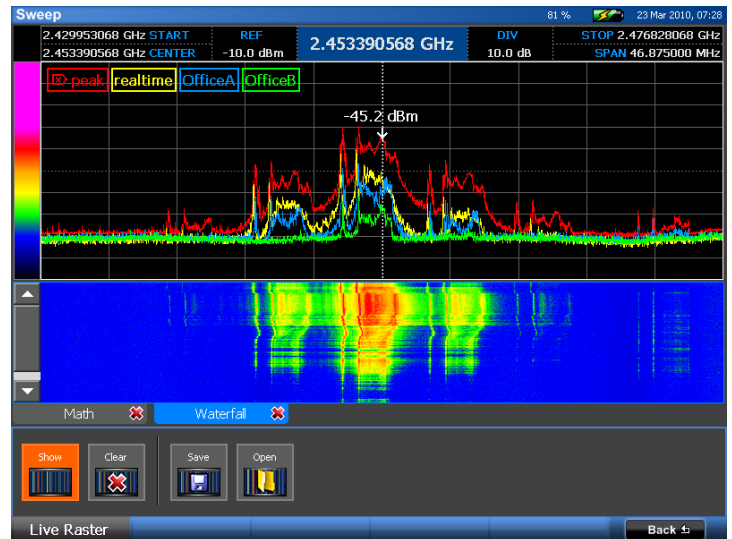 Sweep 81 % 23 Mar 2010, 07:28
2.429953068 GHz START REF 2.453390568 GHz DIV STOP 2.476828068 GHz
2.453390568 GHz CENTER -10.0 dBm 10.0 dB SPAN 46.875000 MHz
peak realtime OfficeA OfficeB
-45.2 dBm
Math Waterfall
Show Clear Save Open
Live Raster Back